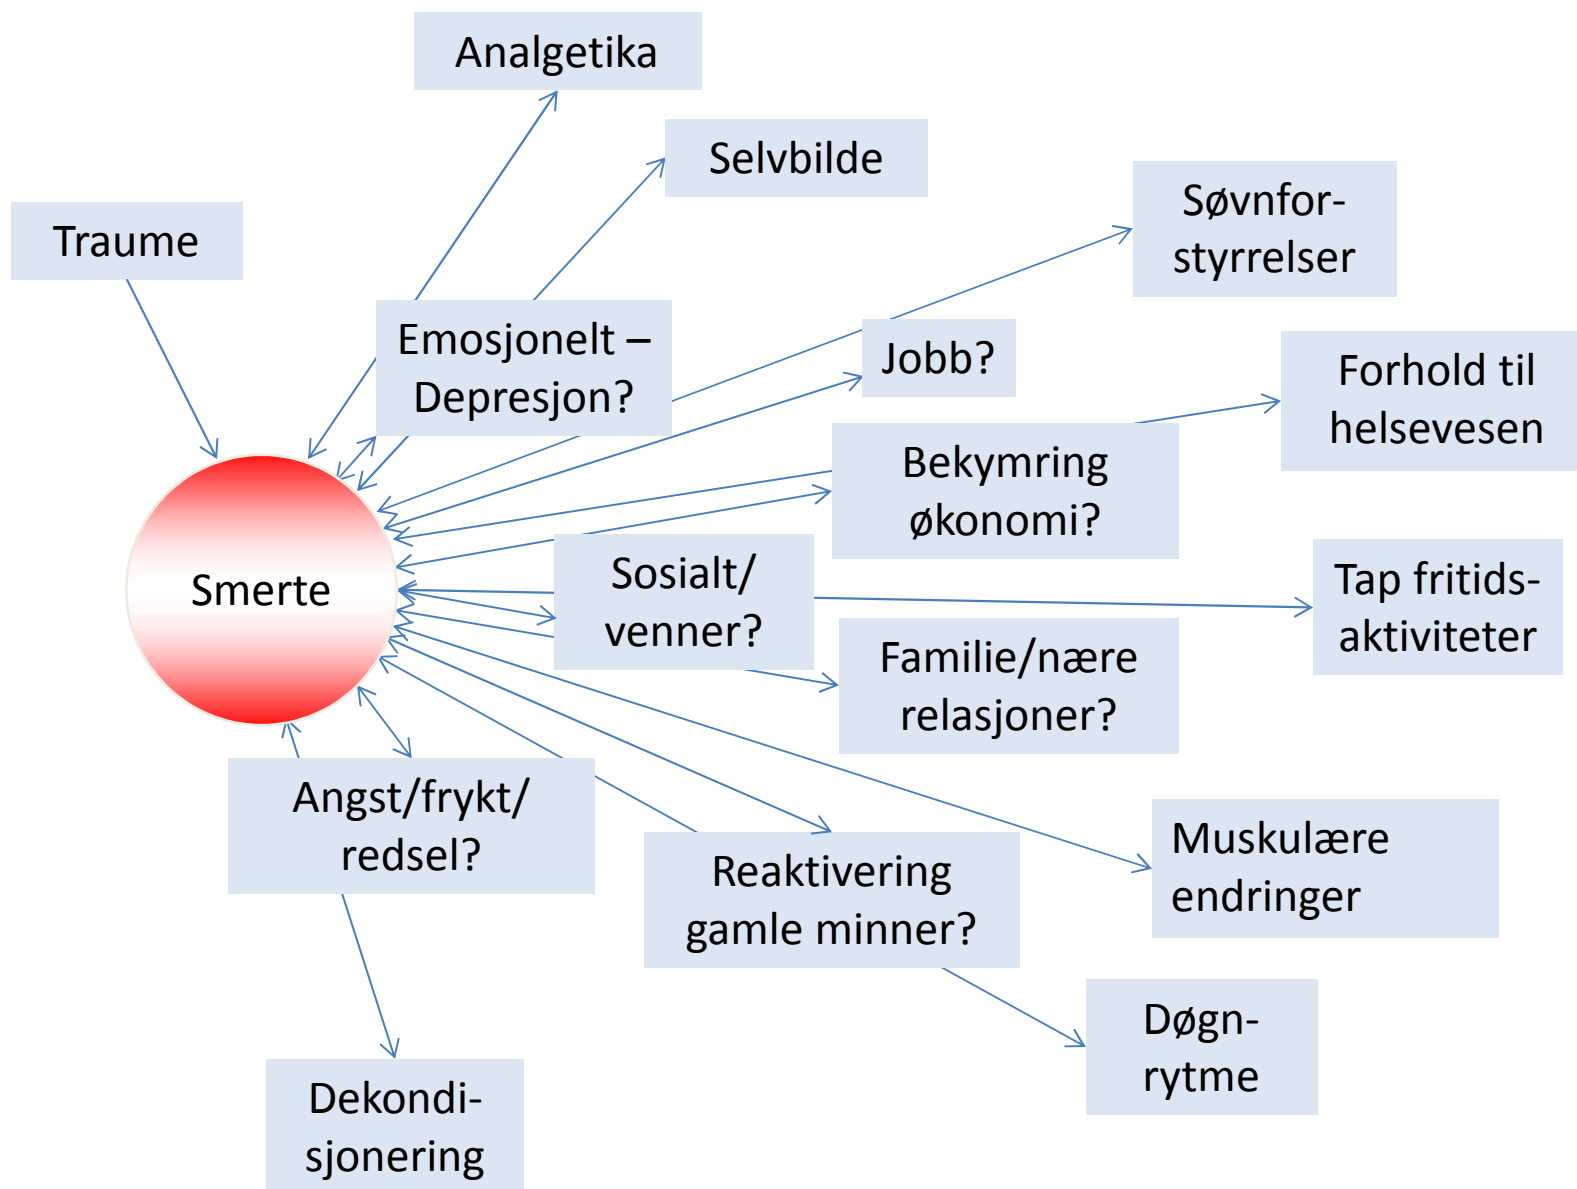 Analgetika
Selvbilde
Søvnfor-
styrrelser
Traume
Emosjonelt –
Depresjon?
Jobb?
Forhold til
helsevesen
Bekymring
økonomi?
Smerte
Sosialt/
venner?
Tap fritids-
aktiviteter
Familie/nære
relasjoner?
Angst/frykt/
redsel?
Reaktivering
gamle minner?
Muskulære
endringer
Døgn-
rytme
Dekondi-
sjonering